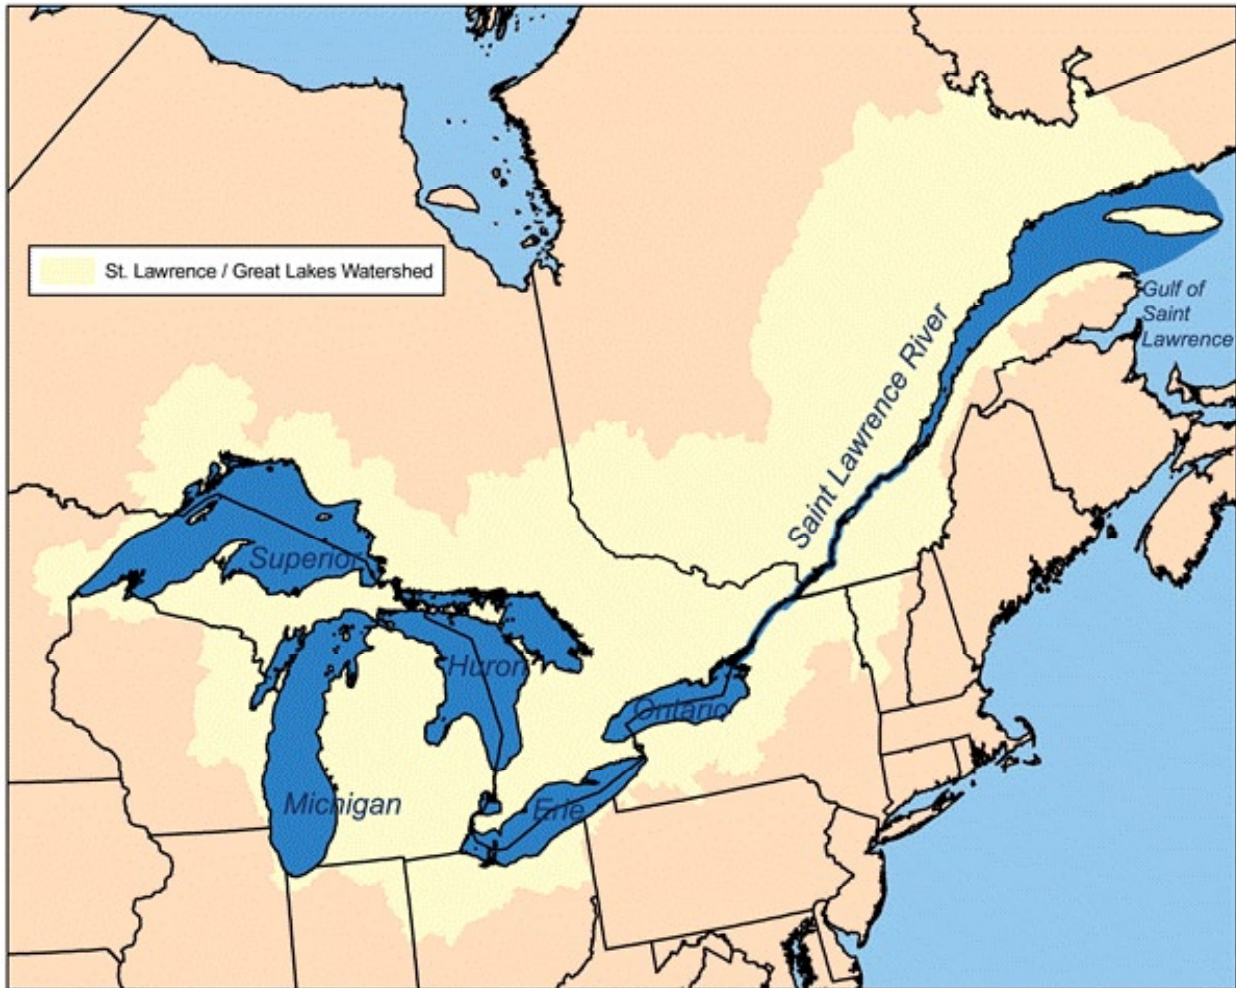 St. Lawrence / Great Lakes Watershed
Gulf of
Saint
Lawrence
Saint Lawrence River
Superior
Huron
Ontario
Michigan
Erie